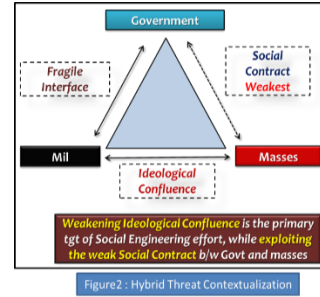 Government
Fragile
Interface
Social
Contract
Weakest
Mil
Ideological
Confluence
Masses
Weakening Ideological Confluence is the primary
tgt of Social Engineering effort, while exploiting
the weak Social Contract b/w Govt and masses
Figure2 : Hybrid Threat Contextualization